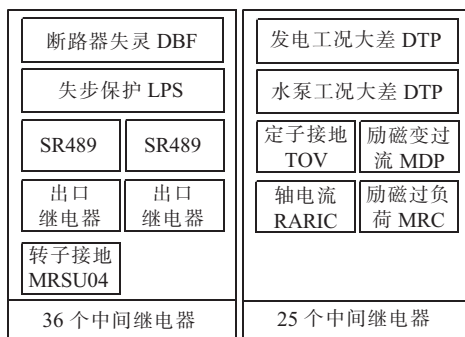 断路器失灵 DBF
失步保护 LPS
SR489
SR489
出口
继电器
出口
继电器
转子接地
MRSU04
36 个中间继电器
发电工况大差 DTP
水泵工况大差 DTP
定子接地
TOV
励磁变过
流 MDP
轴电流
RARIC
励磁过负
荷 MRC
25 个中间继电器